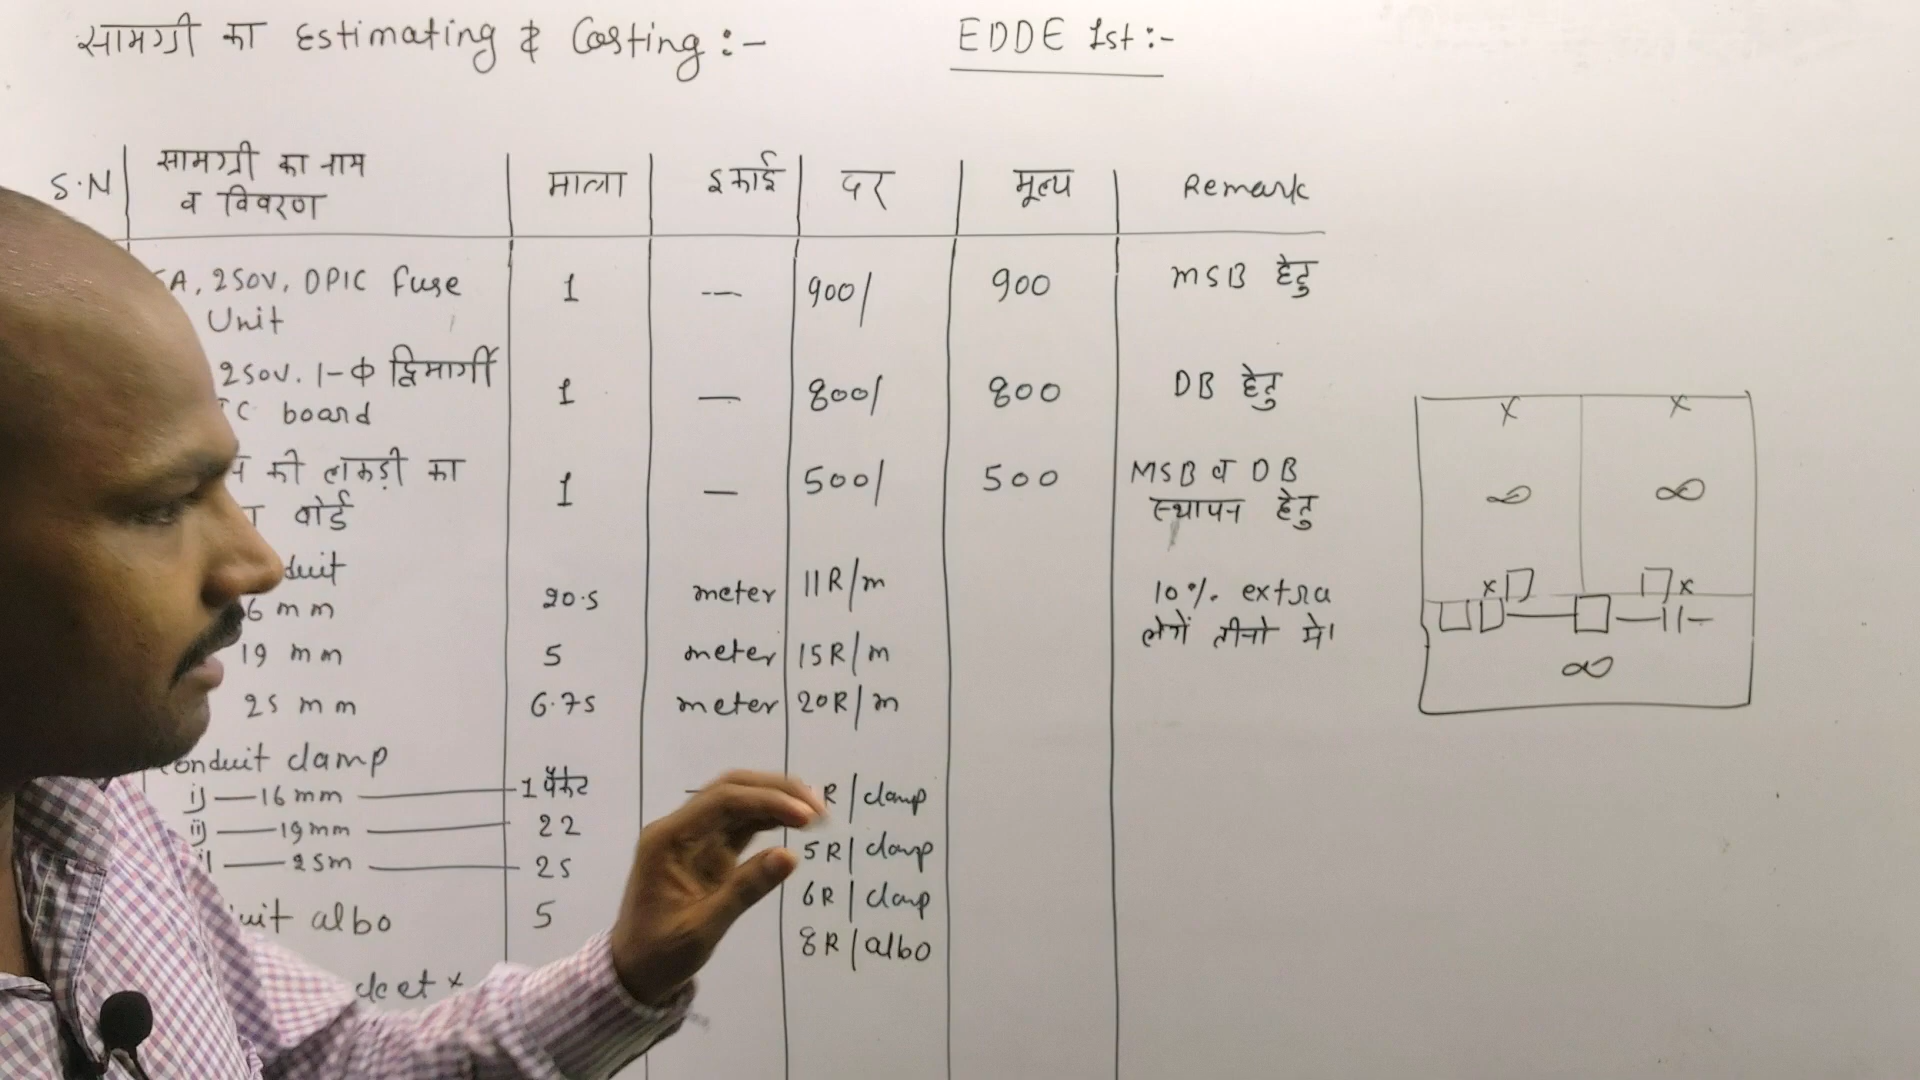 सामग्री का Estimating & Costing :-
EDDE 1st :-
S.N
सामग्री का नाम
व विवरण
मात्रा
इकाई
दर
मूल्य
Remark
A, 250V, DPIC fuse
Unit
1
—
900/
900
MSB हेतु
250V. 1-Φ द्विमार्गी
board
1
—
800/
800
DB हेतु
की लकड़ी का
बोर्ड
1
—
500/
500
MSB व DB
स्थापन हेतु
duit
6 mm
20.5
meter
11R/m
10% extra
लेगें तीनो मे।
19 mm
5
meter
15R/m
25 mm
6.75
meter
20R/m
Conduit clamp
i) — 16 mm — 1 पैकेट
R/clamp
ii) — 19mm — 22
5R/clamp
— 25m — 25
6R/clamp
uit albo
5
8R/albo